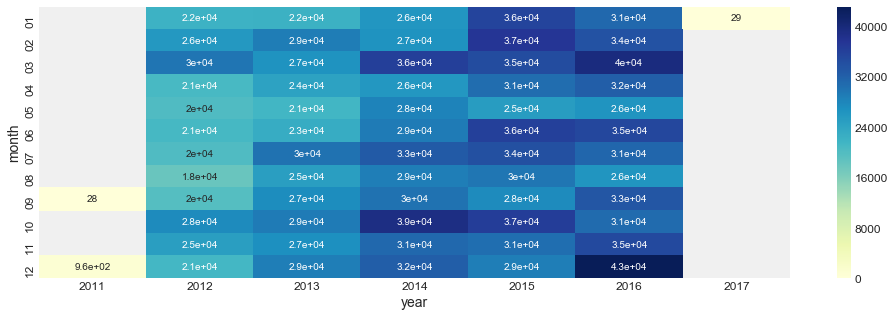 01 2.2e+04 2.2e+04 2.6e+04 3.6e+04 3.1e+04 29
02 2.6e+04 2.9e+04 2.7e+04 3.7e+04 3.4e+04
03 3e+04 2.7e+04 3.6e+04 3.5e+04 4e+04
04 2.1e+04 2.4e+04 2.6e+04 3.1e+04 3.2e+04
05 2e+04 2.1e+04 2.8e+04 2.5e+04 2.6e+04
06 2.1e+04 2.3e+04 2.9e+04 3.6e+04 3.5e+04
07 2e+04 3e+04 3.3e+04 3.4e+04 3.1e+04
08 1.8e+04 2.5e+04 2.9e+04 3e+04 2.6e+04
09 28 2e+04 2.7e+04 3e+04 2.8e+04 3.3e+04
10 2.8e+04 2.9e+04 3.9e+04 3.7e+04 3.1e+04
11 2.5e+04 2.7e+04 3.1e+04 3.1e+04 3.5e+04
12 9.6e+02 2.1e+04 2.9e+04 3.2e+04 2.9e+04 4.3e+04
month
2011 2012 2013 2014 2015 2016 2017
year
40000
32000
24000
16000
8000
0